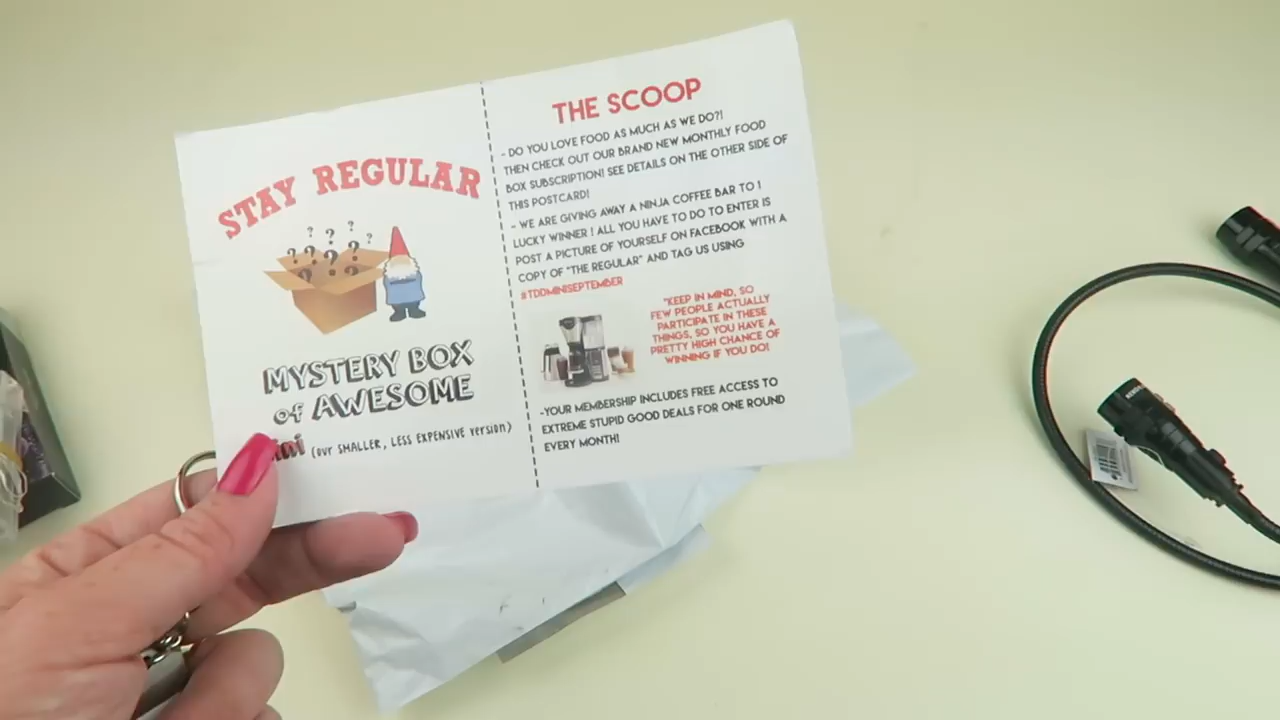 STAY REGULAR
? ? ? ? ? ? ? ? ? ?
MYSTERY BOX
of AWESOME
ini (our SMALLER, LESS EXPENSIVE version)
THE SCOOP
- DO YOU LOVE FOOD AS MUCH AS WE DO?!
THEN CHECK OUT OUR BRAND NEW MONTHLY FOOD
BOX SUBSCRIPTION! SEE DETAILS ON THE OTHER SIDE OF
THIS POSTCARD!
- WE ARE GIVING AWAY A NINJA COFFEE BAR TO 1
LUCKY WINNER! ALL YOU HAVE TO DO TO ENTER IS
POST A PICTURE OF YOURSELF ON FACEBOOK WITH A
COPY OF "THE REGULAR" AND TAG US USING
#TDDMINISEPTEMBER
*KEEP IN MIND, SO
FEW PEOPLE ACTUALLY
PARTICIPATE IN THESE
THINGS, SO YOU HAVE A
PRETTY HIGH CHANCE OF
WINNING IF YOU DO!
-YOUR MEMBERSHIP INCLUDES FREE ACCESS TO
EXTREME STUPID GOOD DEALS FOR ONE ROUND
EVERY MONTH!